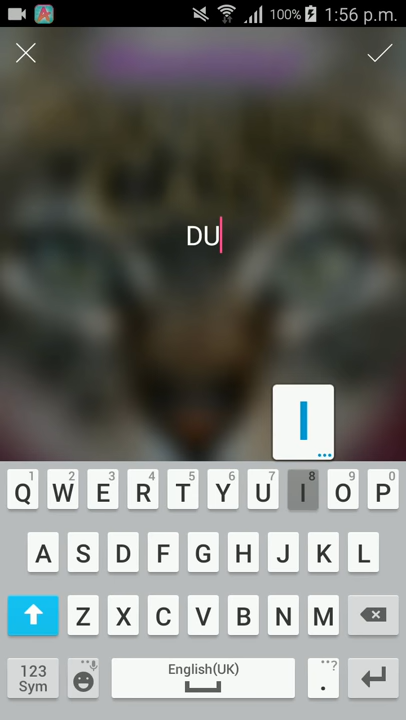 100% 1:56 p.m.
DU
I
...
1 2 3 4 5 6 7 8 9 0
Q W E R T Y U I O P
A S D F G H J K L
Z X C V B N M
123 English(UK) ...?
Sym .